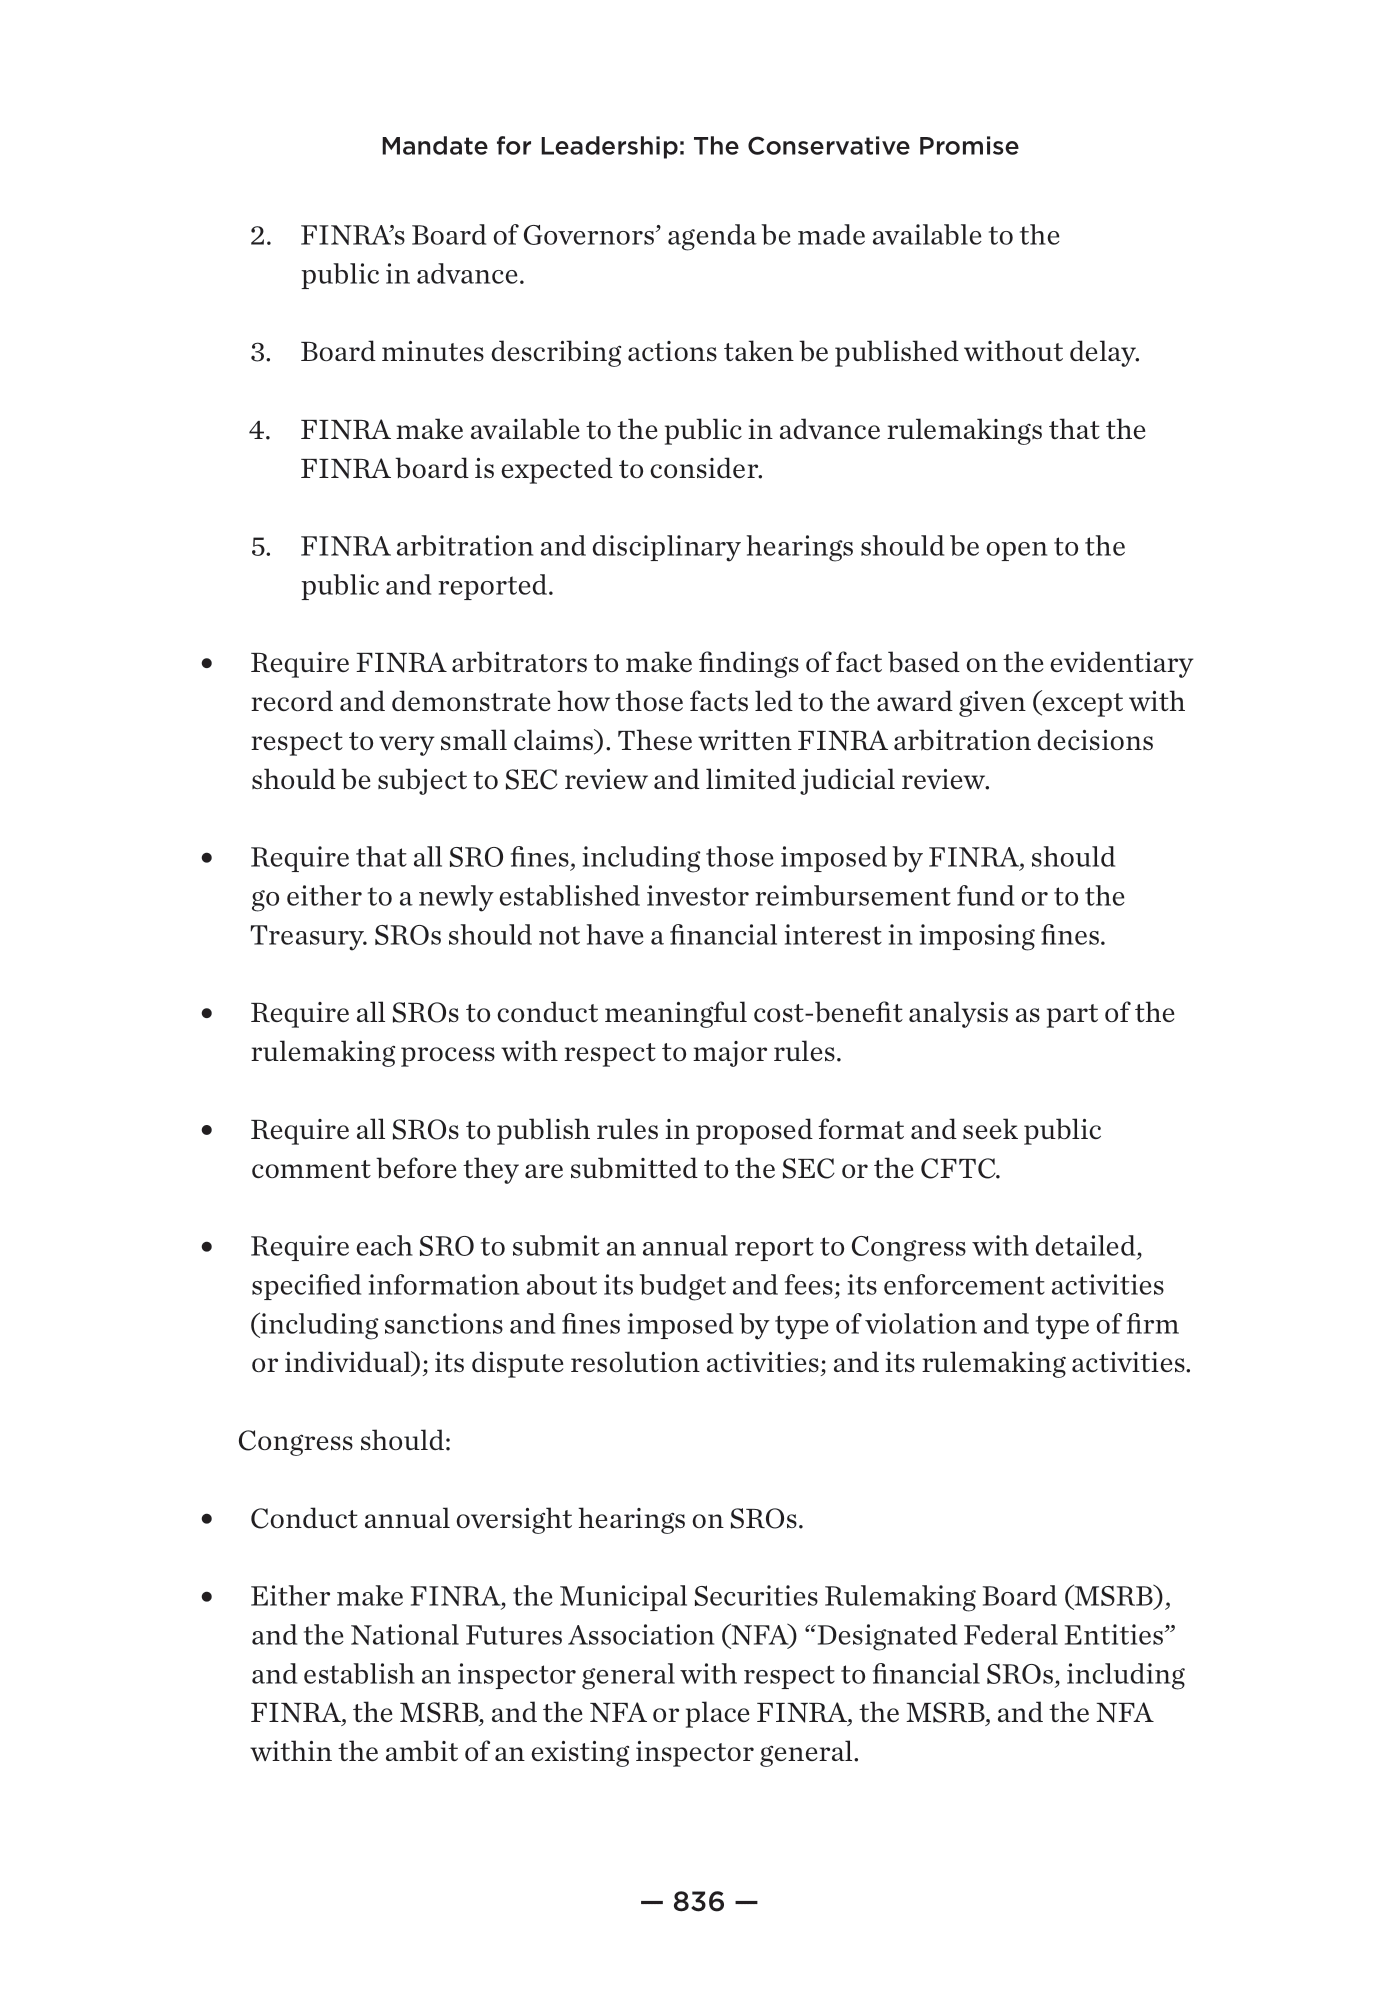 Mandate for Leadership: The Conservative Promise
2. FINRA’s Board of Governors’ agenda be made available to the
public in advance.
3. Board minutes describing actions taken be published without delay.
4. FINRA make available to the public in advance rulemakings that the
FINRA board is expected to consider.
5. FINRA arbitration and disciplinary hearings should be open to the
public and reported.
• Require FINRA arbitrators to make findings of fact based on the evidentiary
record and demonstrate how those facts led to the award given (except with
respect to very small claims). These written FINRA arbitration decisions
should be subject to SEC review and limited judicial review.
• Require that all SRO fines, including those imposed by FINRA, should
go either to a newly established investor reimbursement fund or to the
Treasury. SROs should not have a financial interest in imposing fines.
• Require all SROs to conduct meaningful cost-benefit analysis as part of the
rulemaking process with respect to major rules.
• Require all SROs to publish rules in proposed format and seek public
comment before they are submitted to the SEC or the CFTC.
• Require each SRO to submit an annual report to Congress with detailed,
specified information about its budget and fees; its enforcement activities
(including sanctions and fines imposed by type of violation and type of firm
or individual); its dispute resolution activities; and its rulemaking activities.
Congress should:
• Conduct annual oversight hearings on SROs.
• Either make FINRA, the Municipal Securities Rulemaking Board (MSRB),
and the National Futures Association (NFA) “Designated Federal Entities”
and establish an inspector general with respect to financial SROs, including
FINRA, the MSRB, and the NFA or place FINRA, the MSRB, and the NFA
within the ambit of an existing inspector general.
— 836 —